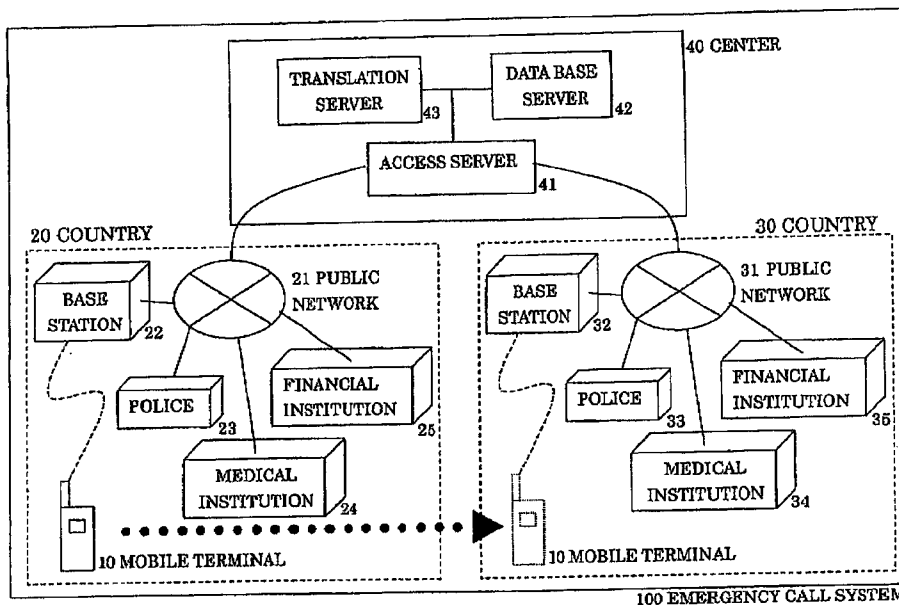 40 CENTER
TRANSLATION
SERVER
43
DATA BASE
SERVER
42
ACCESS SERVER
41
20 COUNTRY
BASE
STATION
22
21 PUBLIC
NETWORK
POLICE
23
FINANCIAL
INSTITUTION
25
MEDICAL
INSTITUTION
24
10 MOBILE TERMINAL
30 COUNTRY
BASE
STATION
32
31 PUBLIC
NETWORK
POLICE
33
FINANCIAL
INSTITUTION
35
MEDICAL
INSTITUTION
34
10 MOBILE TERMINAL
100 EMERGENCY CALL SYSTEM